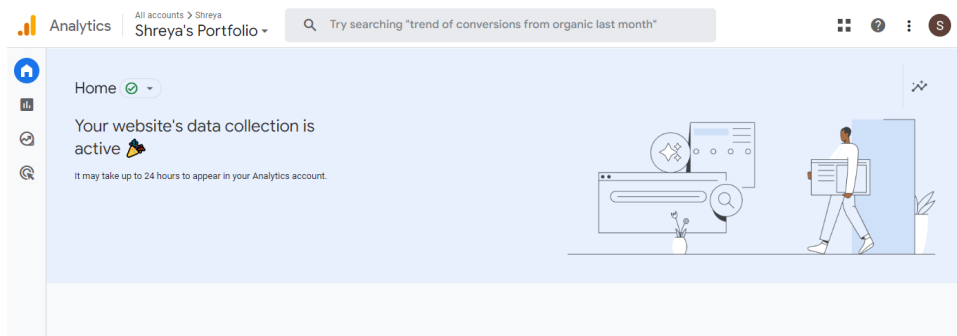 All accounts > Shreya
Analytics
Shreya's Portfolio
Try searching "trend of conversions from organic last month"
S
Home
Your website's data collection is
active 🎉
It may take up to 24 hours to appear in your Analytics account.